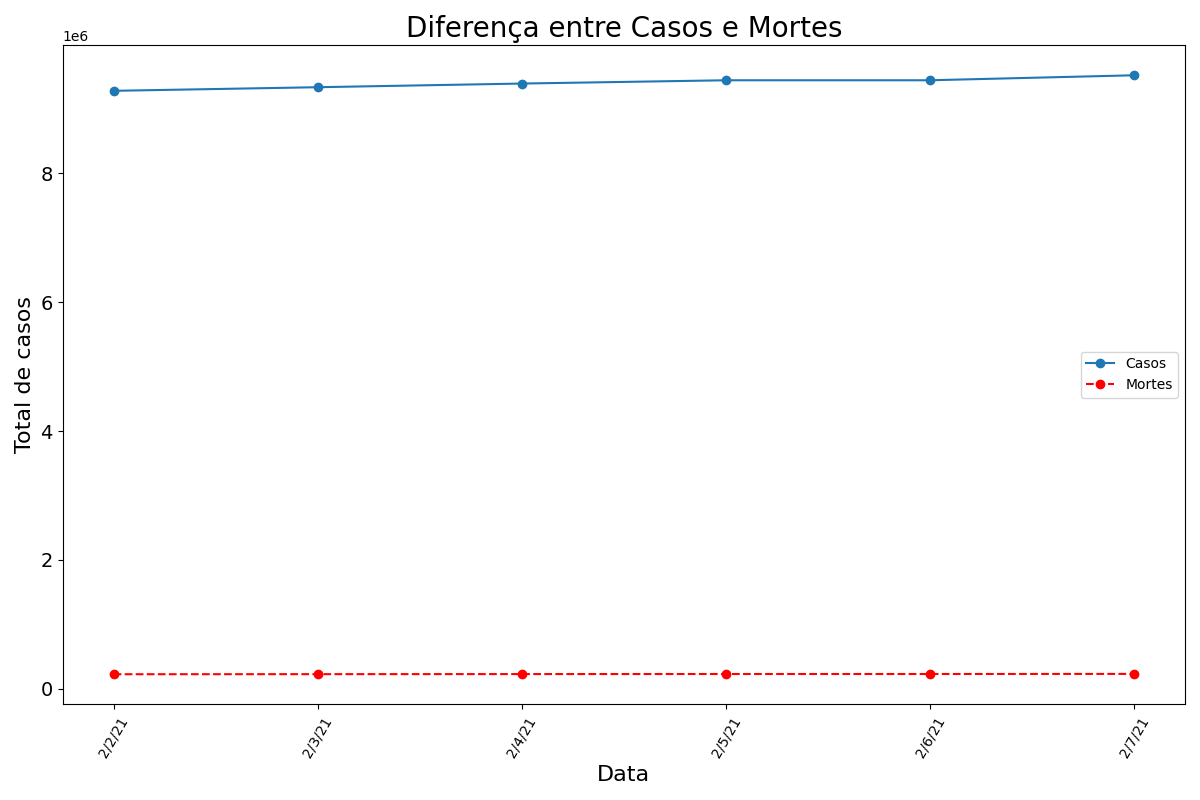 Diferença entre Casos e Mortes
1e6
8
6
4
2
0
Total de casos
Casos
Mortes
2/2/21
2/3/21
2/4/21
2/5/21
2/6/21
2/7/21
Data